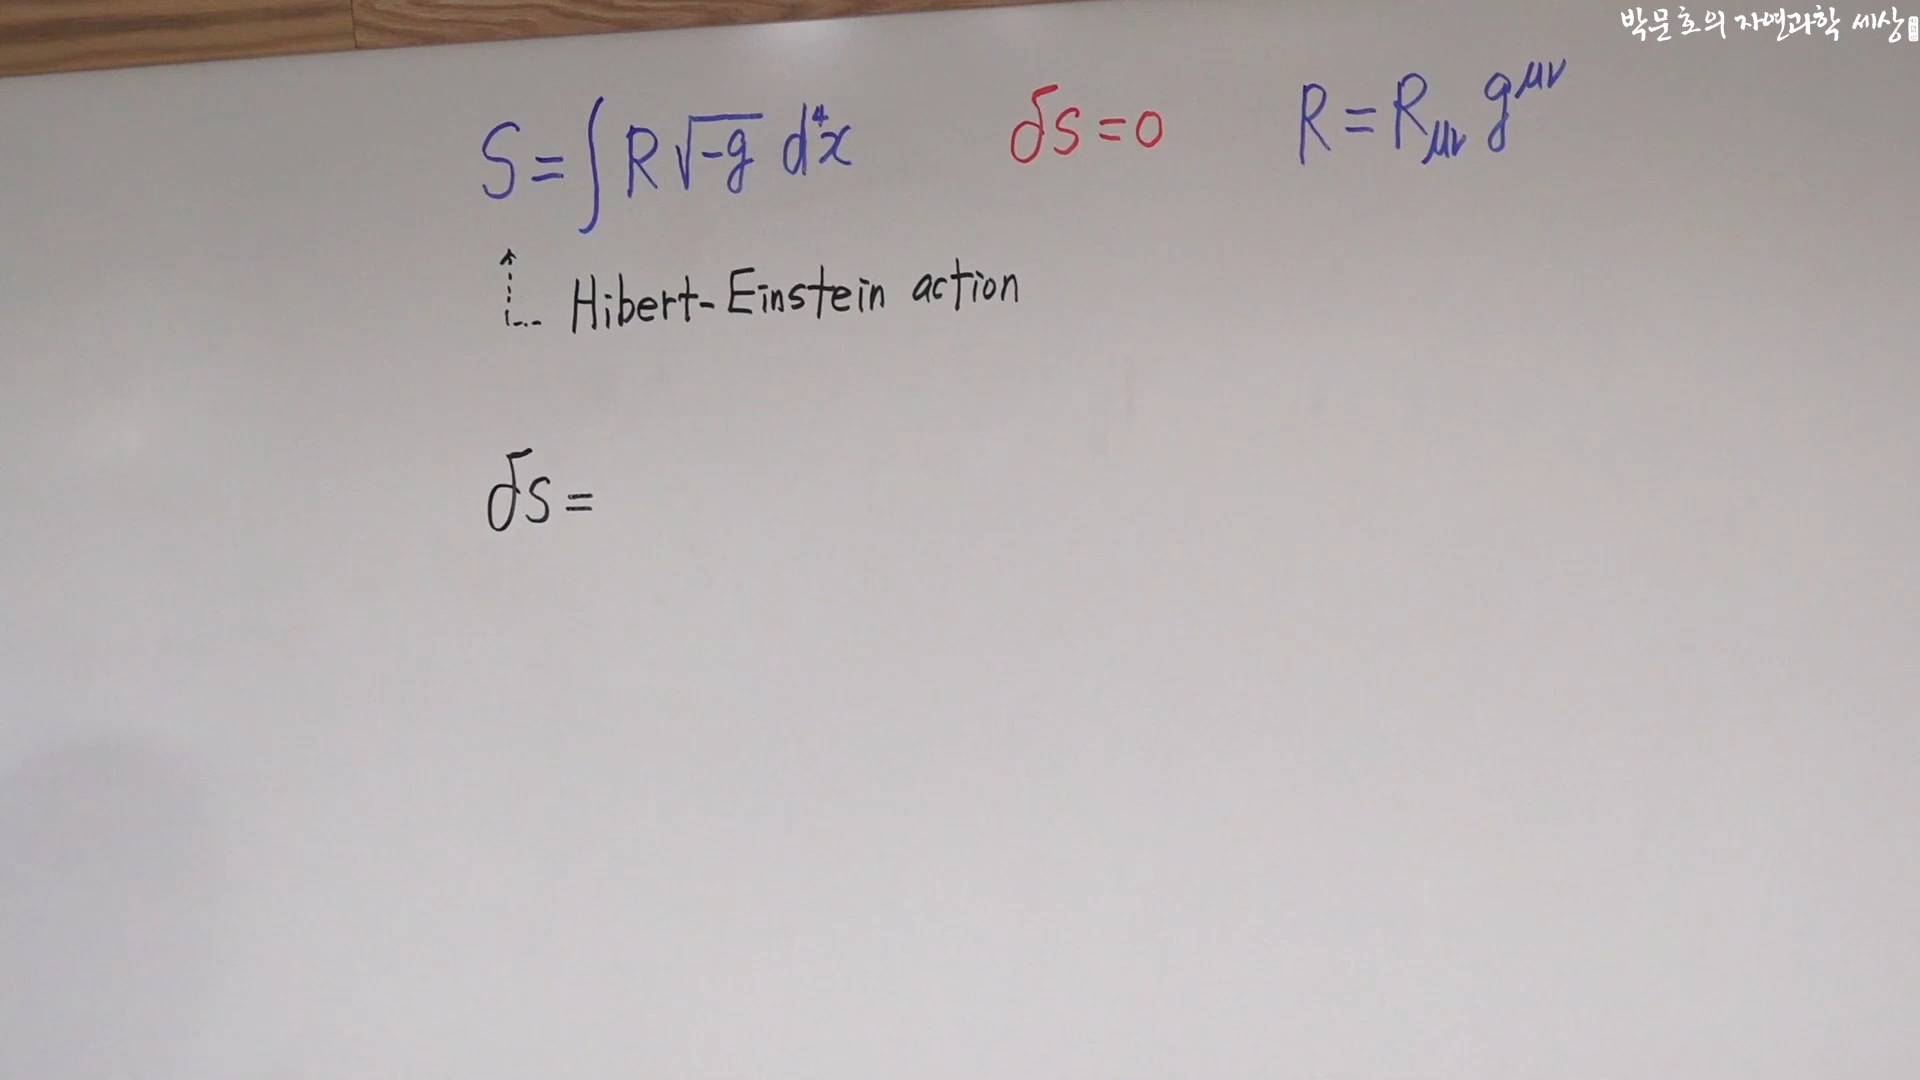 박문호의 자연과학 세상
S = ∫ R √-g d⁴x    δS = 0    R = R_μν g^μν
Hibert-Einstein action
δS =